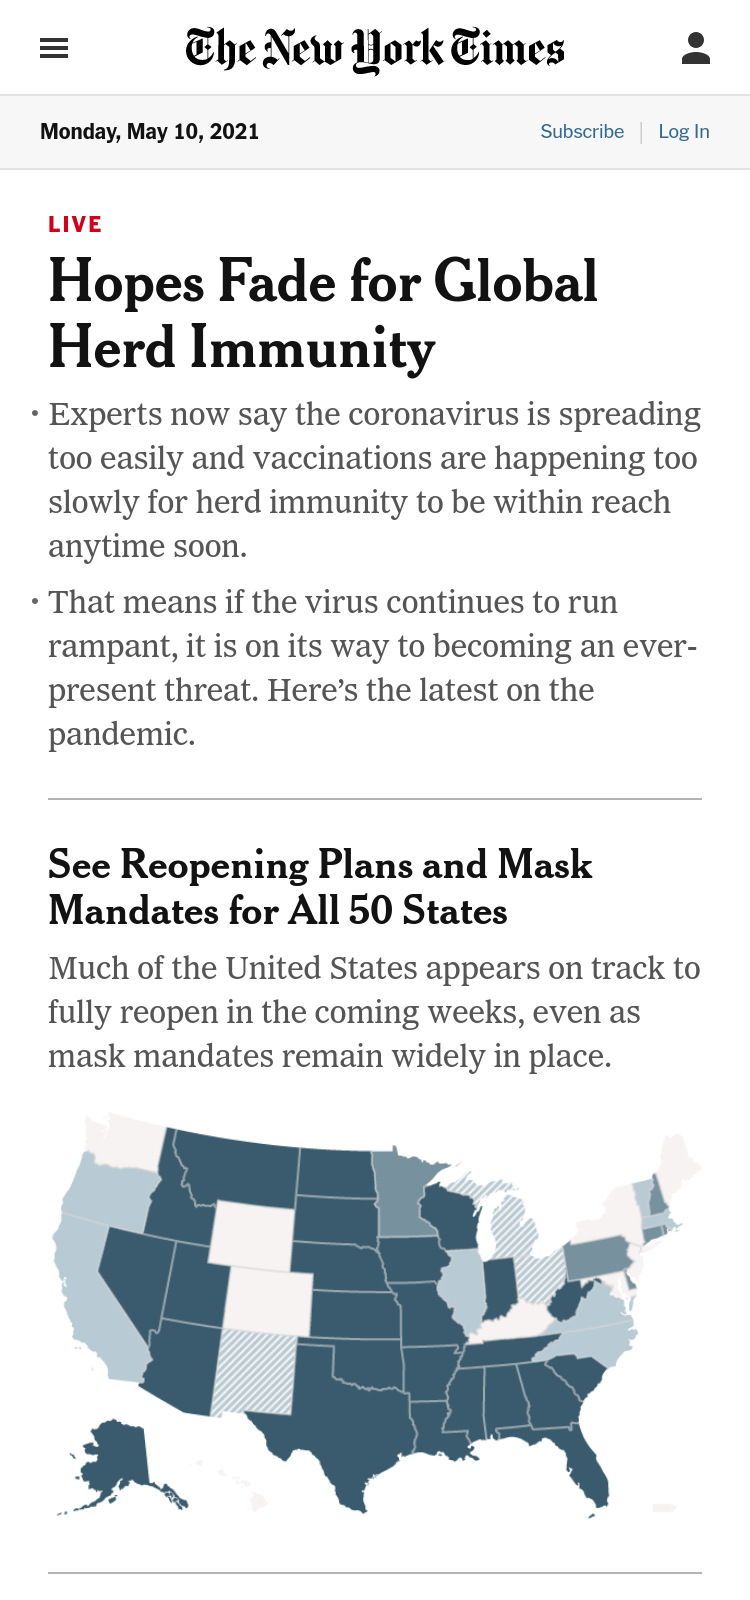 The New York Times
Monday, May 10, 2021
Subscribe
Log In
LIVE
Hopes Fade for Global
Herd Immunity
• Experts now say the coronavirus is spreading
too easily and vaccinations are happening too
slowly for herd immunity to be within reach
anytime soon.
• That means if the virus continues to run
rampant, it is on its way to becoming an ever-
present threat. Here’s the latest on the
pandemic.
See Reopening Plans and Mask
Mandates for All 50 States
Much of the United States appears on track to
fully reopen in the coming weeks, even as
mask mandates remain widely in place.